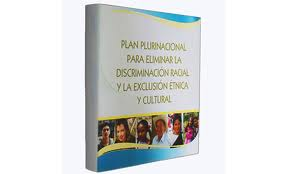 PLAN PLURINACIONAL
PARA ELIMINAR LA
DISCRIMINACIÓN RACIAL
Y LA EXCLUSIÓN ÉTNICA
Y CULTURAL